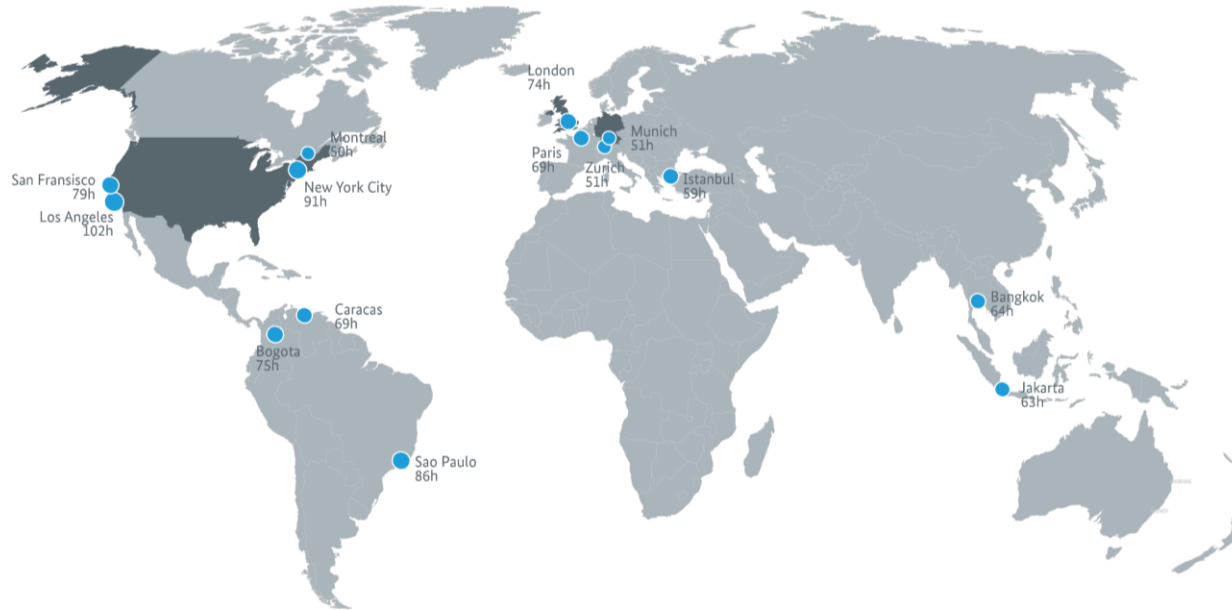 London
74h
Montreal
50h
Munich
51h
Paris
69h
Zurich
51h
San Fransisco
79h
Istanbul
59h
New York City
91h
Los Angeles
102h
Bangkok
64h
Caracas
69h
Bogota
75h
Jakarta
63h
Sao Paulo
86h